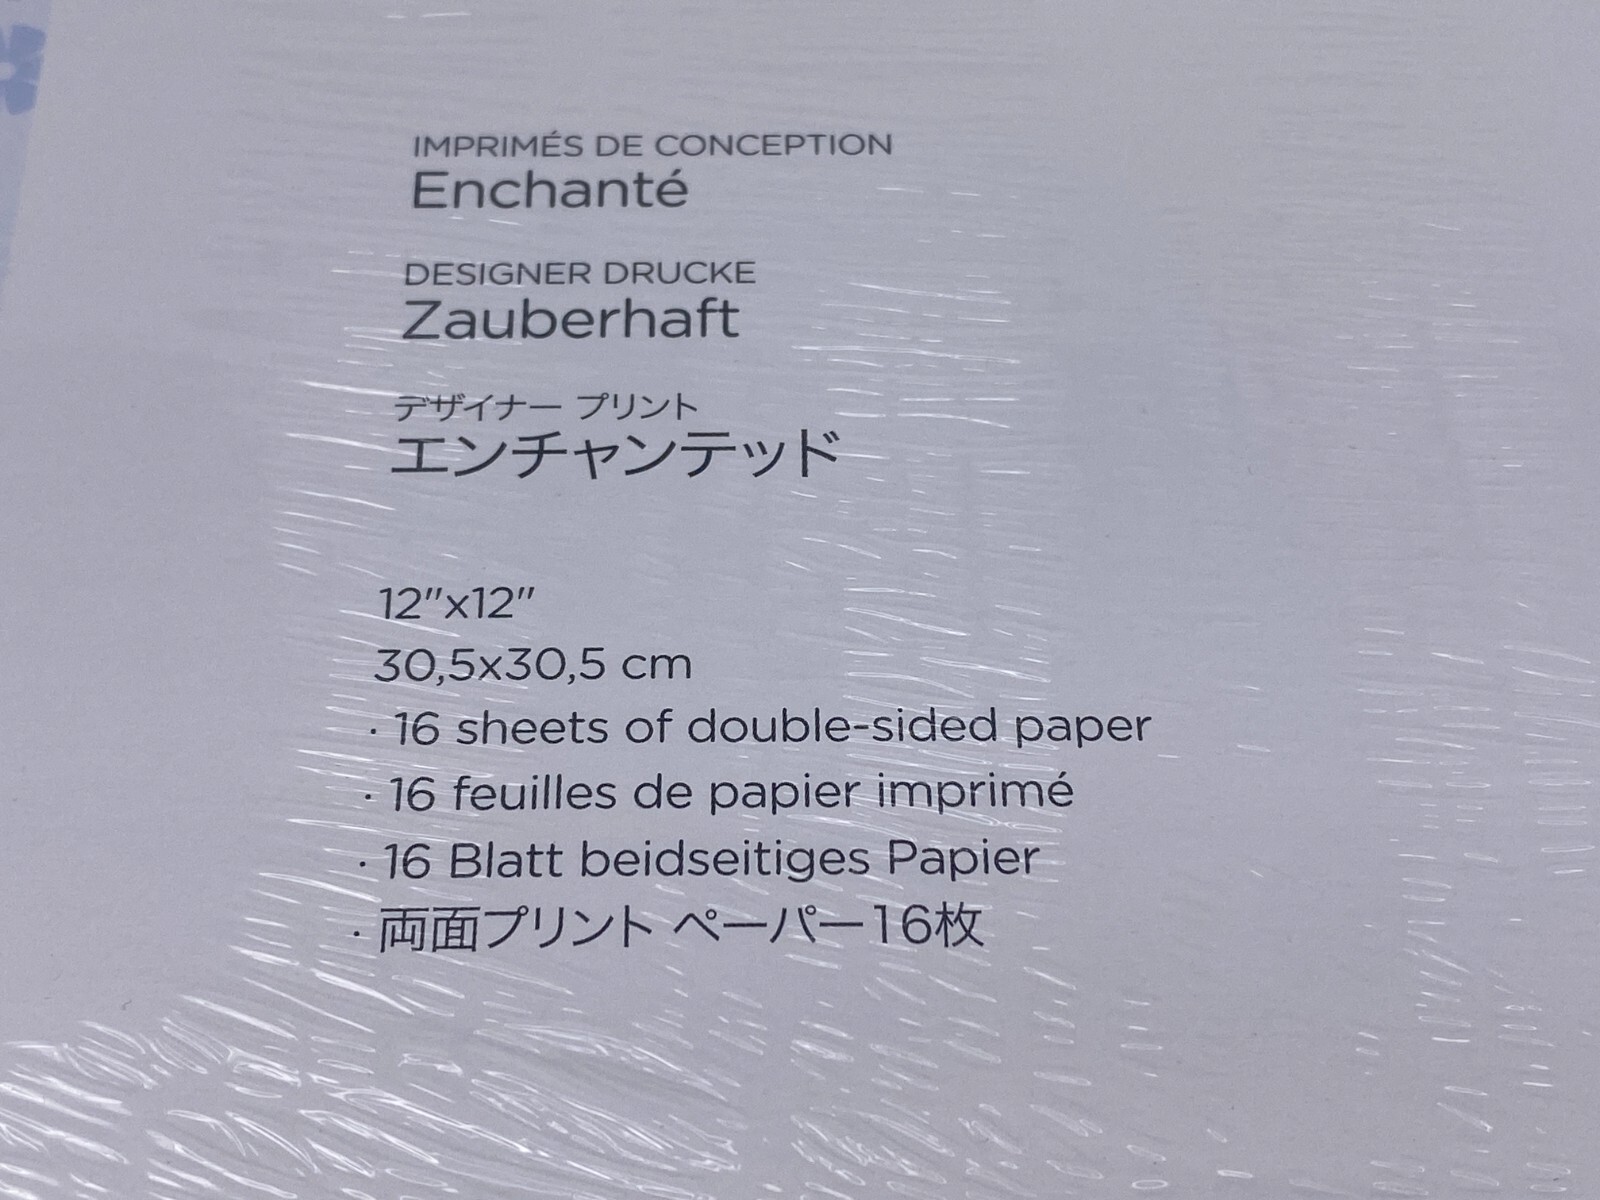 IMPRIMÉS DE CONCEPTION
Enchanté
DESIGNER DRUCKE
Zauberhaft
デザイナー プリント
エンチャンテッド
12"x12"
30,5x30,5 cm
· 16 sheets of double-sided paper
· 16 feuilles de papier imprimé
· 16 Blatt beidseitiges Papier
· 両面プリント ペーパー16枚